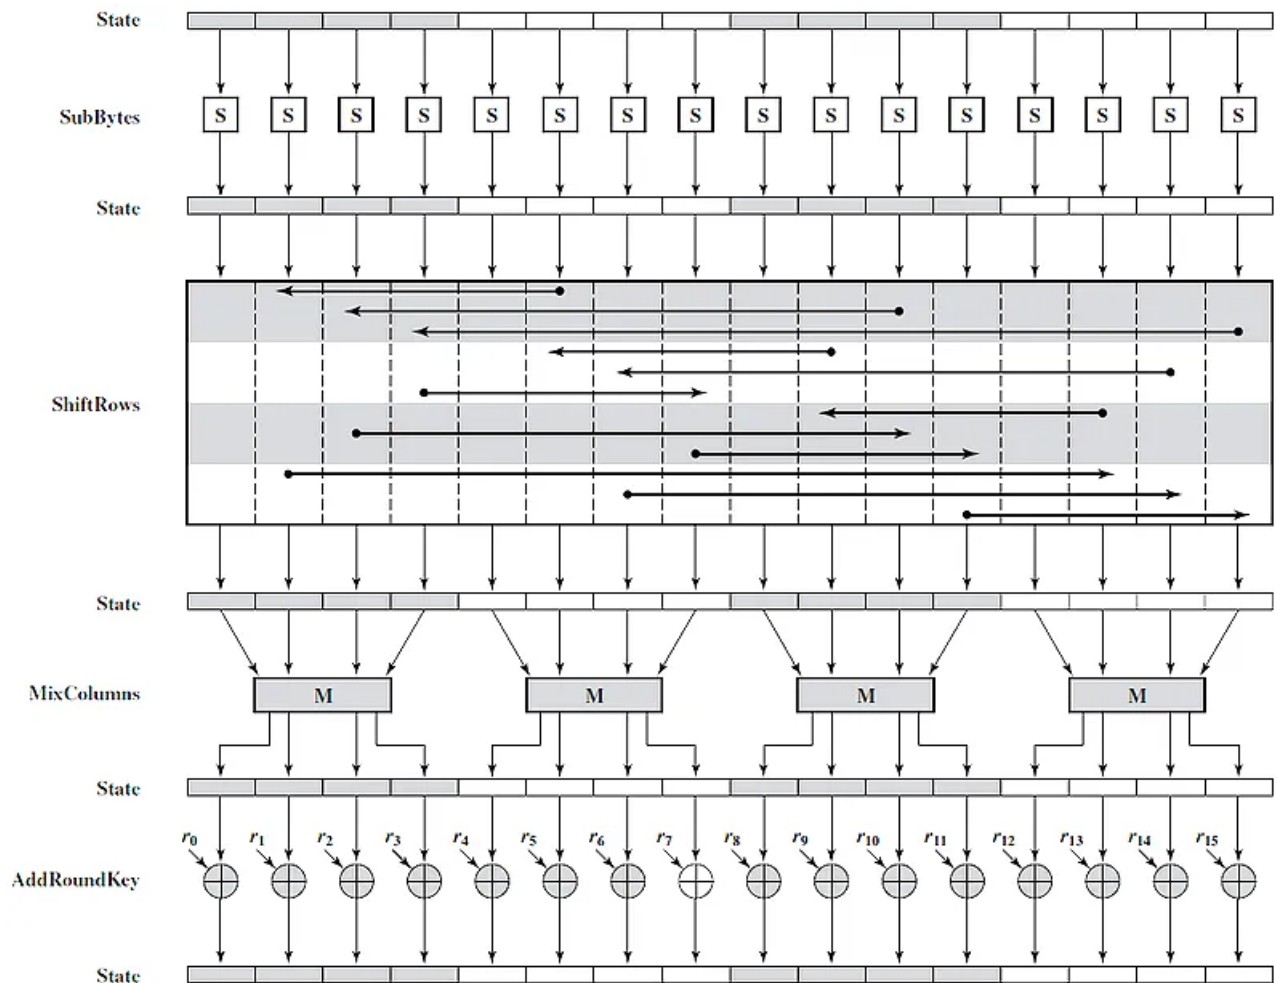 State
SubBytes S S S S S S S S S S S S S S S S
State
ShiftRows
State
MixColumns M M M M
State
r0 r1 r2 r3 r4 r5 r6 r7 r8 r9 r10 r11 r12 r13 r14 r15
AddRoundKey
State